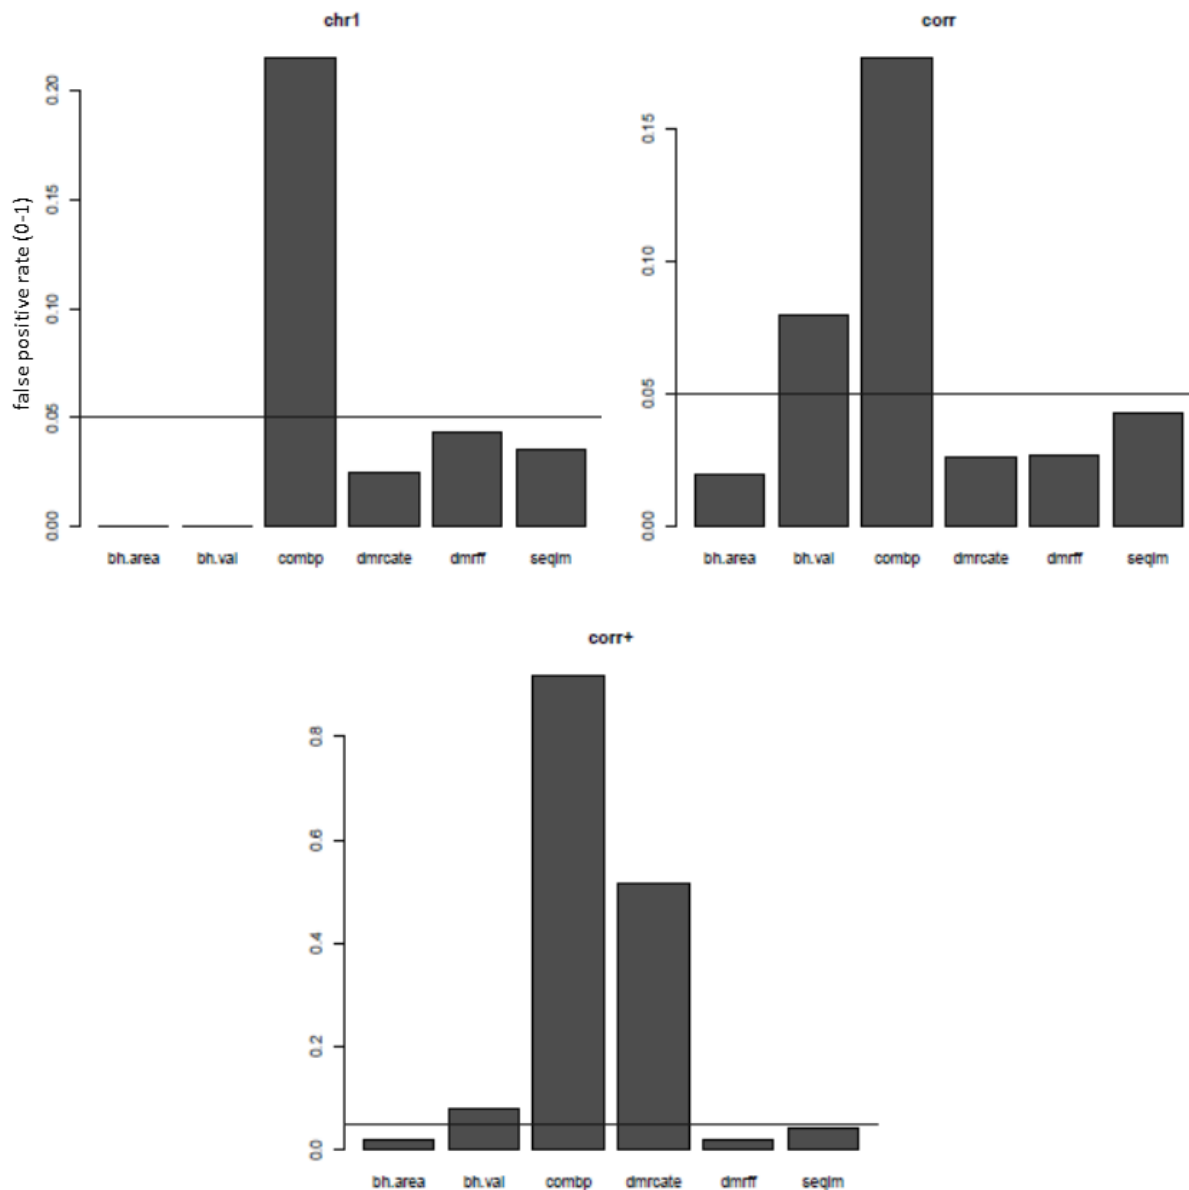 chr1
false positive rate (0-1)
0.20
0.15
0.10
0.05
0.00
bh.area bh.val combp dmrcate dmrff seqlm
corr
0.15
0.10
0.05
0.00
bh.area bh.val combp dmrcate dmrff seqlm
corr+
0.8
0.6
0.4
0.2
0.0
bh.area bh.val combp dmrcate dmrff seqlm